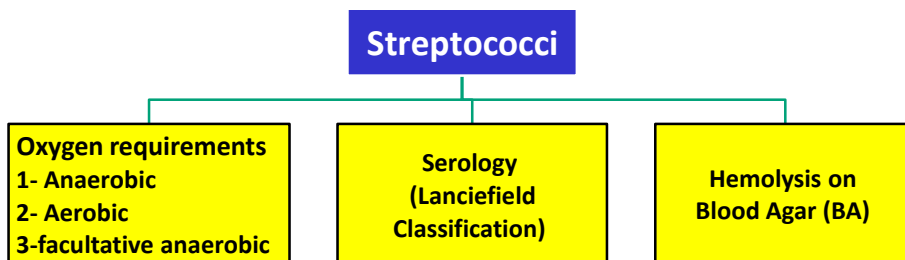 Streptococci
Oxygen requirements
1- Anaerobic
2- Aerobic
3-facultative anaerobic
Serology
(Lanciefield
Classification)
Hemolysis on
Blood Agar (BA)